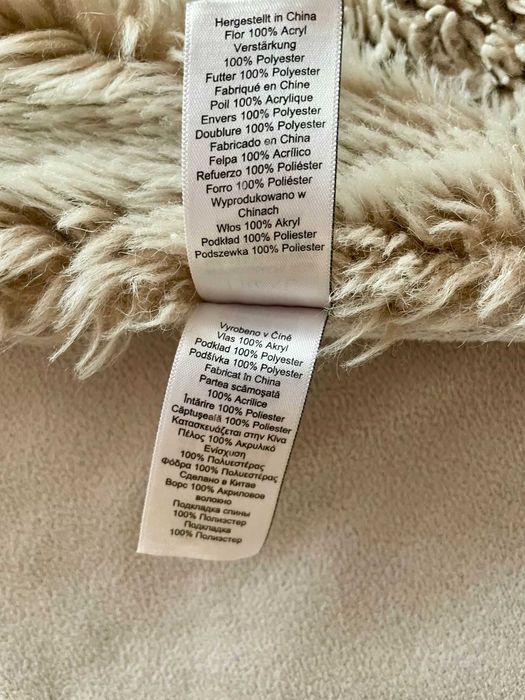 Hergestellt in China
Flor 100% Acryl
Verstärkung
100% Polyester
Futter 100% Polyester
Fabriqué en Chine
Poil 100% Acrylique
Envers 100% Polyester
Doublure 100% Polyester
Fabricado en China
Felpa 100% Acrílico
Refuerzo 100% Poliéster
Forro 100% Poliéster
Wyprodukowano w
Chinach
Włos 100% Akryl
Podkład 100% Poliester
Podszewka 100% Poliester
Vyrobeno v Číně
Vlas 100% Akryl
Podklad 100% Polyester
Podšívka 100% Polyester
Fabricat în China
Partea scămoşată
100% Acrilice
Întărire 100% Poliester
Căptuşeală 100% Poliester
Κατασκευάζεται στην Κίνα
Πέλος 100% Ακρυλικό
Ενίσχυση
100% Πολυεστέρας
Φόδρα 100% Πολυεστέρας
Сделано в Китае
Ворс 100% Акриловое
волокно
Подкладка спины
100% Полиэстер
Подкладка
100% Полиэстер